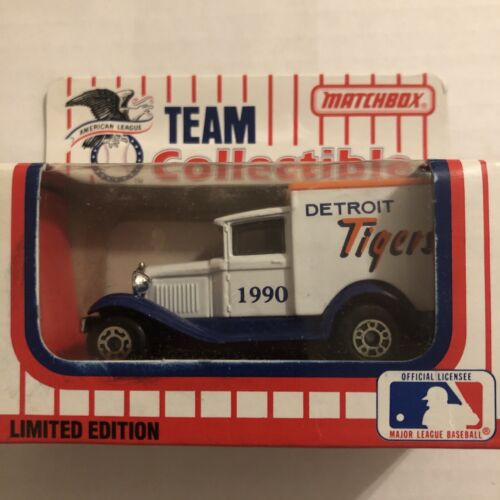 AMERICAN LEAGUE
TEAM
MATCHBOX
Collectible
DETROIT
Tigers
1990
OFFICIAL LICENSEE
MAJOR LEAGUE BASEBALL
LIMITED EDITION